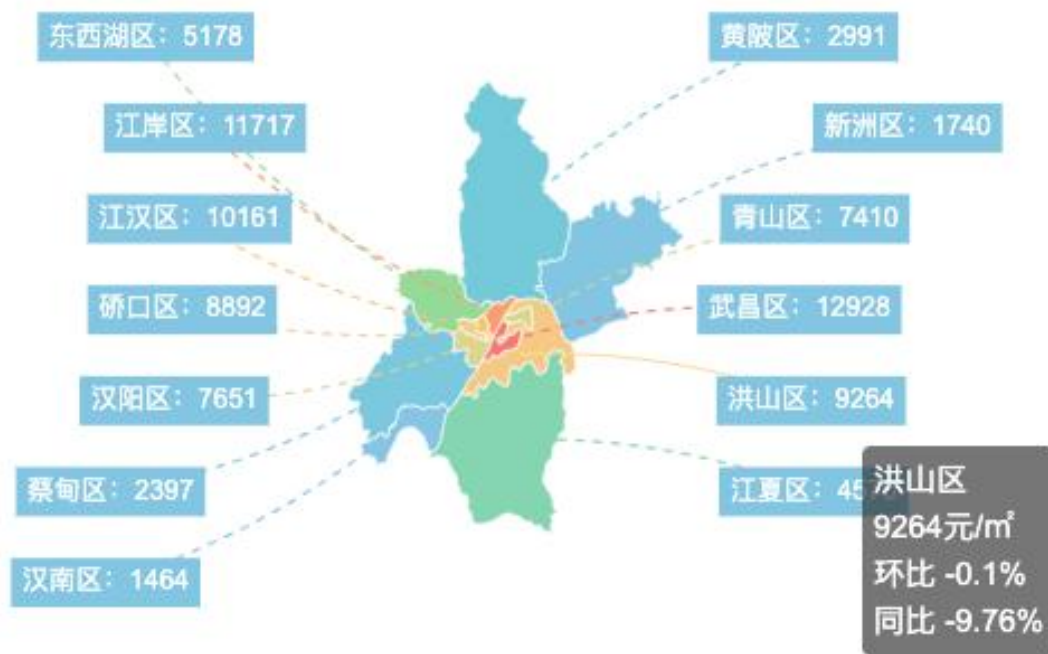 东西湖区：5178
黄陂区：2991
江岸区：11717
新洲区：1740
江汉区：10161
青山区：7410
硚口区：8892
武昌区：12928
汉阳区：7651
洪山区：9264
蔡甸区：2397
江夏区：45
汉南区：1464
洪山区
9264元/㎡
环比 -0.1%
同比 -9.76%